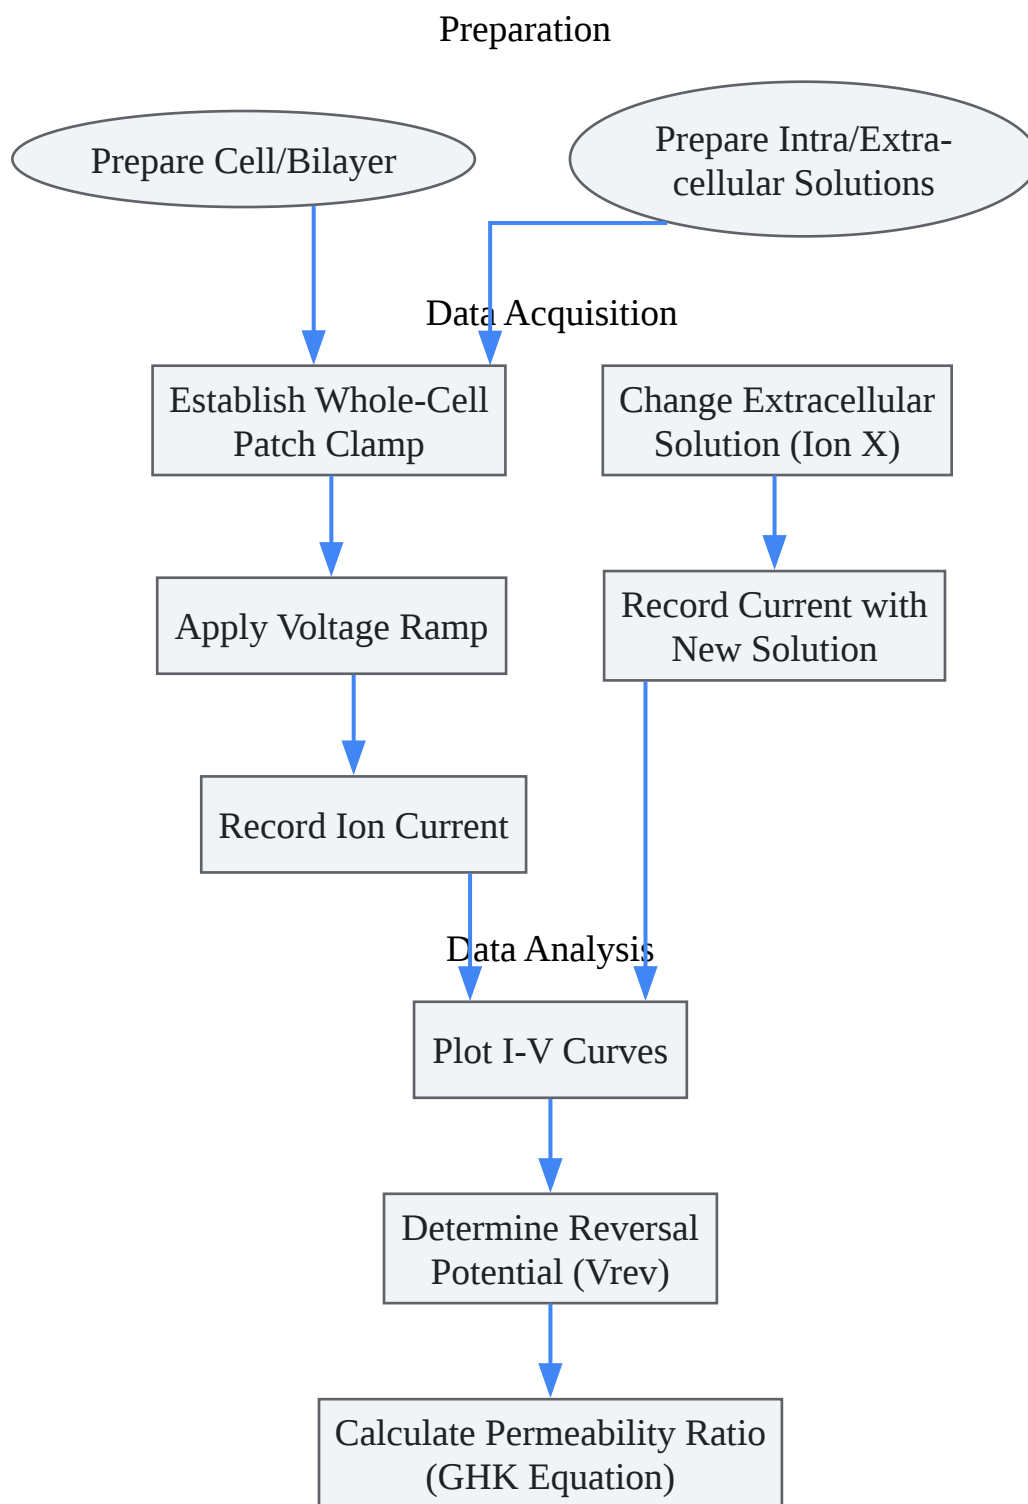 Preparation
Prepare Cell/Bilayer
Prepare Intra/Extra-
cellular Solutions
Data Acquisition
Establish Whole-Cell
Patch Clamp
Change Extracellular
Solution (Ion X)
Apply Voltage Ramp
Record Current with
New Solution
Record Ion Current
Data Analysis
Plot I-V Curves
Determine Reversal
Potential (Vrev)
Calculate Permeability Ratio
(GHK Equation)